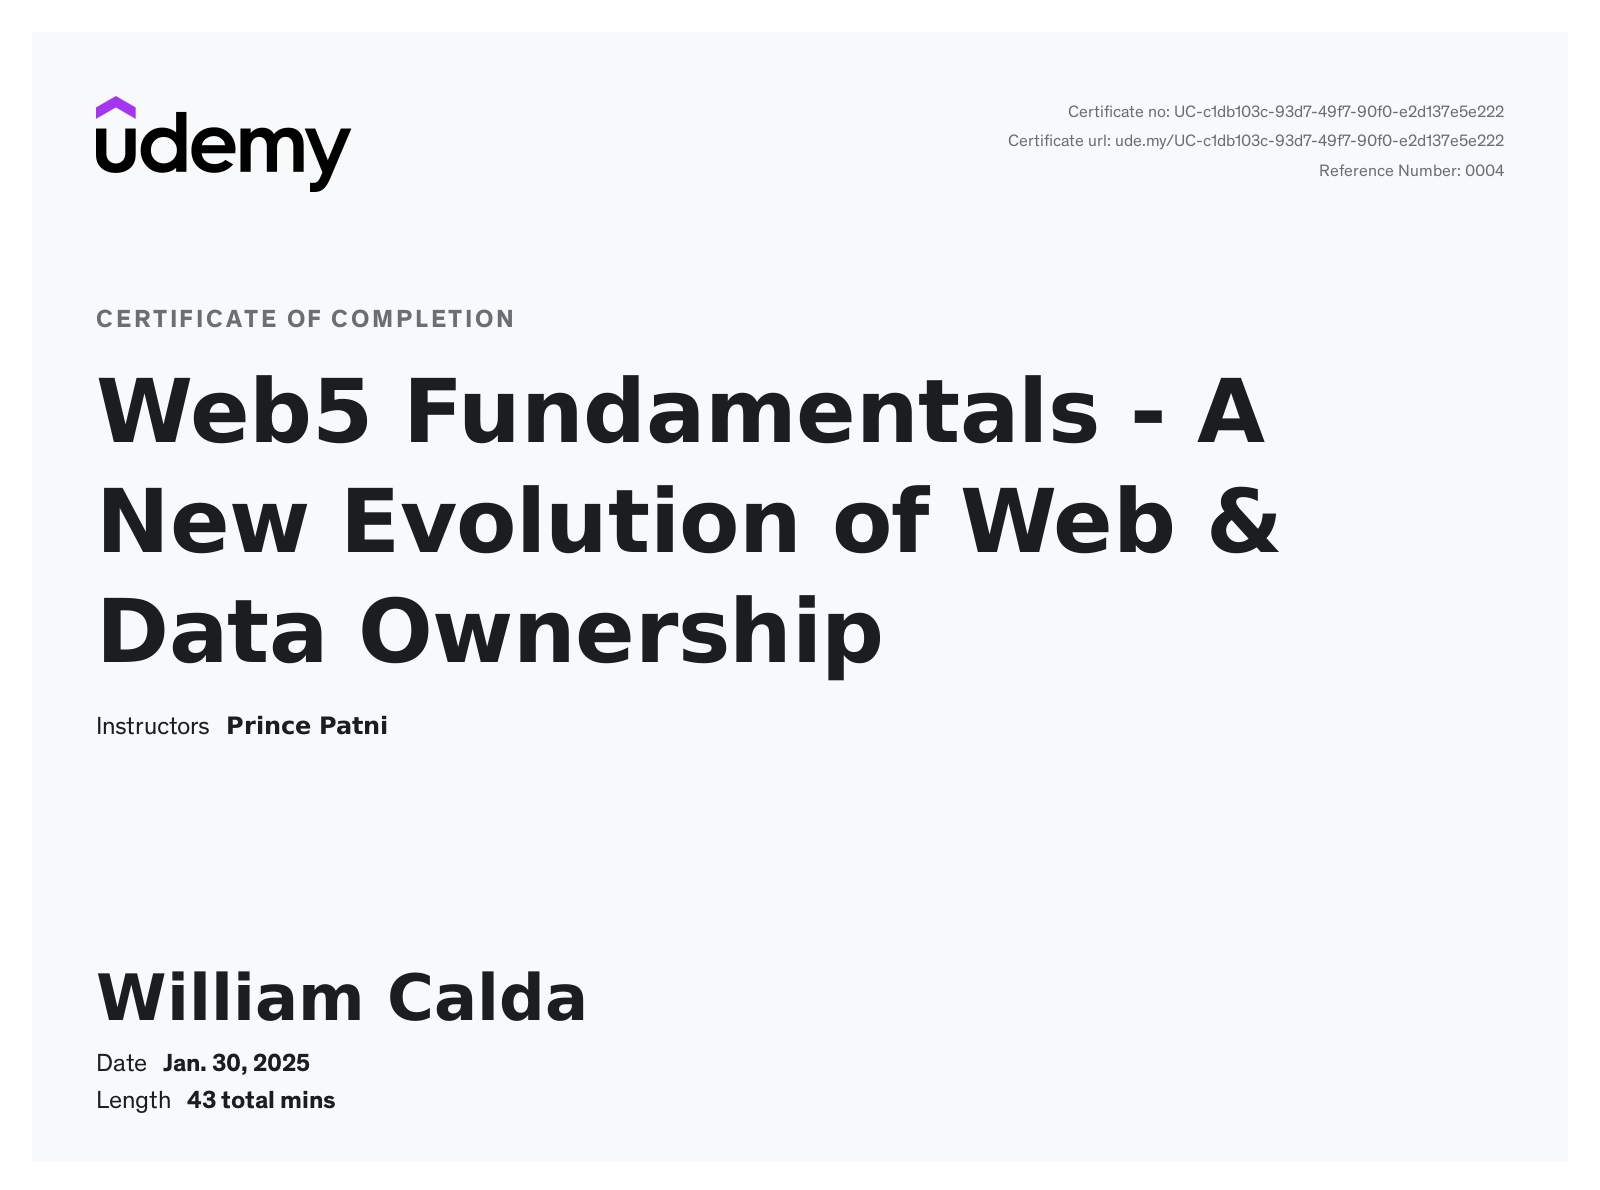 udemy
Certificate no: UC-c1db103c-93d7-49f7-90f0-e2d137e5e222
Certificate url: ude.my/UC-c1db103c-93d7-49f7-90f0-e2d137e5e222
Reference Number: 0004
CERTIFICATE OF COMPLETION
Web5 Fundamentals - A
New Evolution of Web &
Data Ownership
Instructors Prince Patni
William Calda
Date Jan. 30, 2025
Length 43 total mins